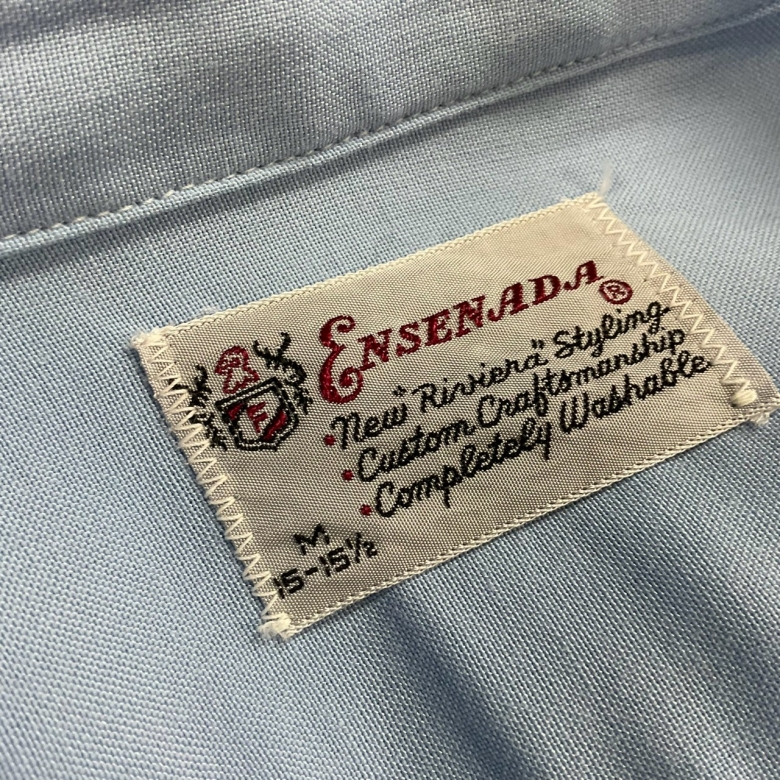 ENSENADA®
• New "Riviera" Styling
• Custom Craftsmanship
• Completely Washable
F
M
15-15½